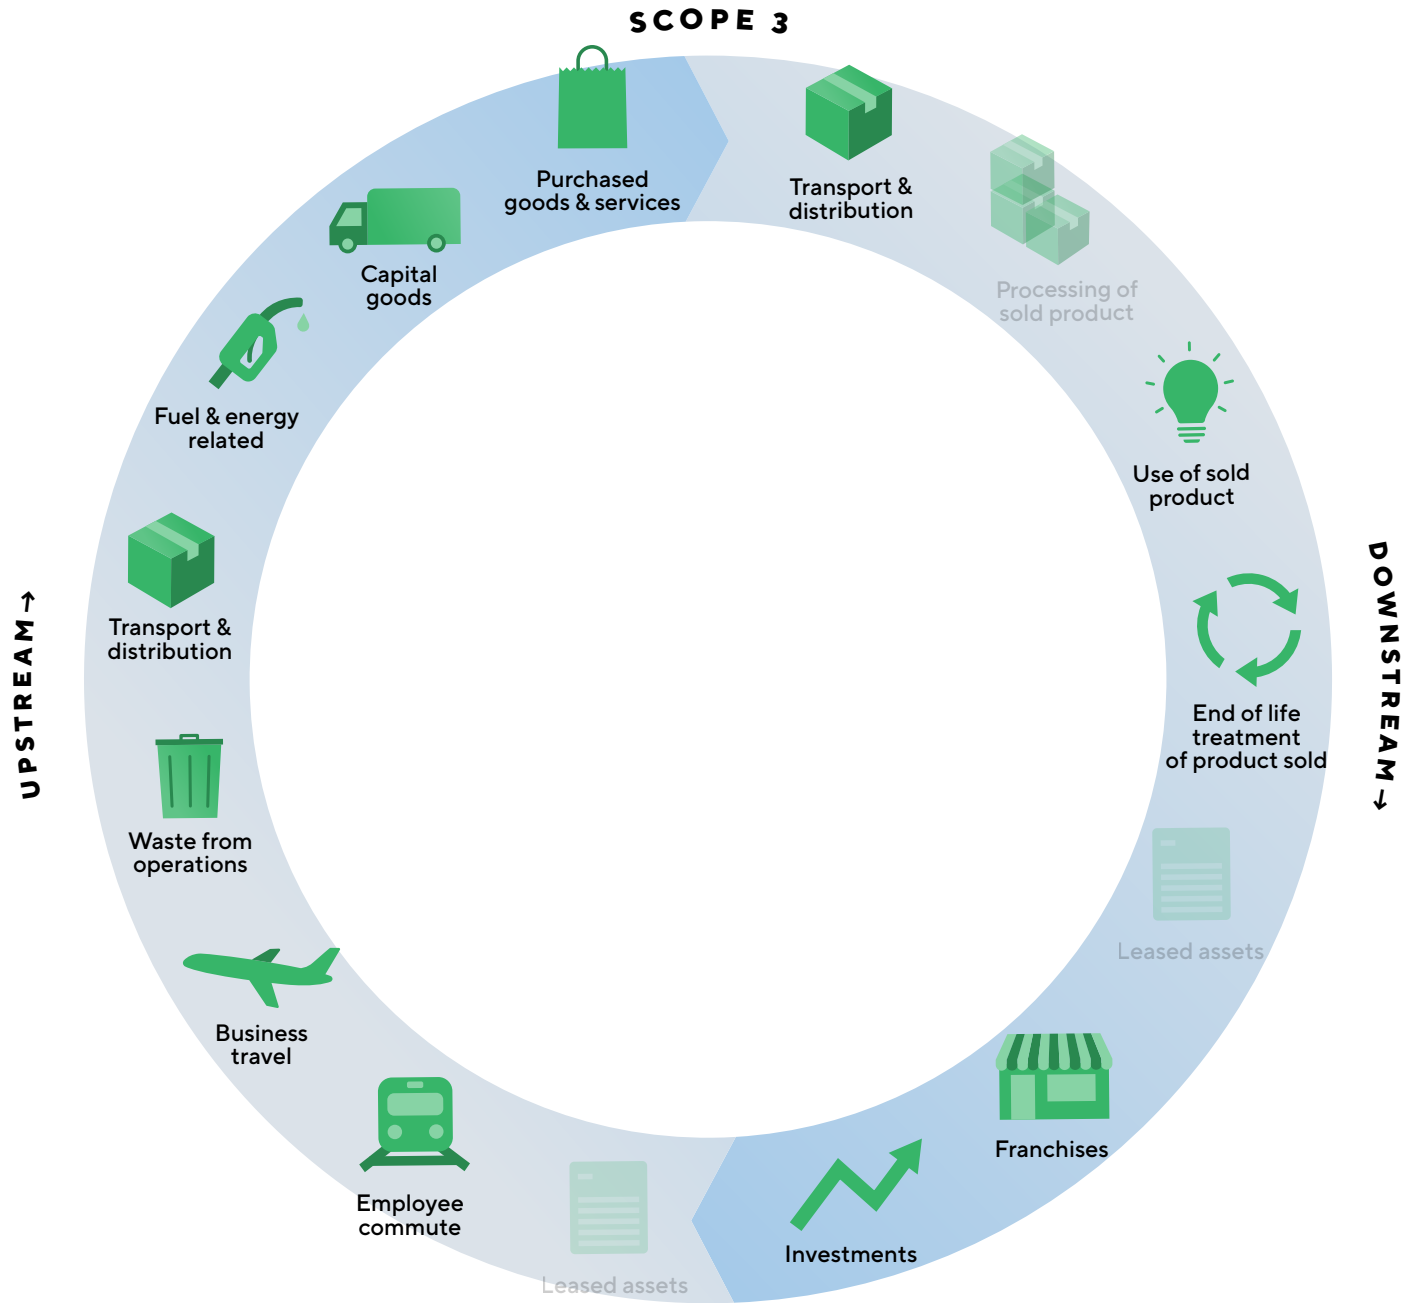 SCOPE 3
Purchased
goods & services
Capital
goods
Fuel & energy
related
Transport &
distribution
Waste from
operations
Business
travel
Employee
commute
Leased assets
UPSTREAM→
Transport &
distribution
Processing of
sold product
Use of sold
product
End of life
treatment
of product sold
Leased assets
Franchises
Investments
DOWNSTREAM→